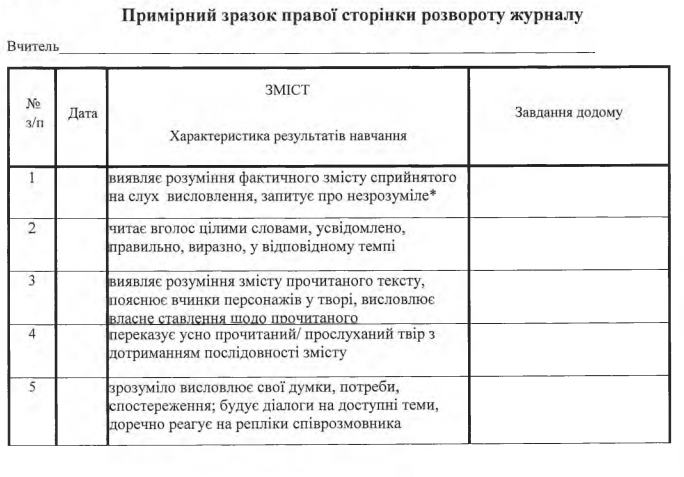 Примірний зразок правої сторінки розвороту журналу
Вчитель
№
з/п
Дата
ЗМІСТ
Характеристика результатів навчання
Завдання додому
1
виявляє розуміння фактичного змісту сприйнятого
на слух висловлення, запитує про незрозуміле*
2
читає вголос цілими словами, усвідомлено,
правильно, виразно, у відповідному темпі
3
виявляє розуміння змісту прочитаного тексту,
пояснює вчинки персонажів у творі, висловлює
власне ставлення щодо прочитаного
4
переказує усно прочитаний/ прослуханий твір з
дотриманням послідовності змісту
5
зрозуміло висловлює свої думки, потреби,
спостереження; будує діалоги на доступні теми,
доречно реагує на репліки співрозмовника